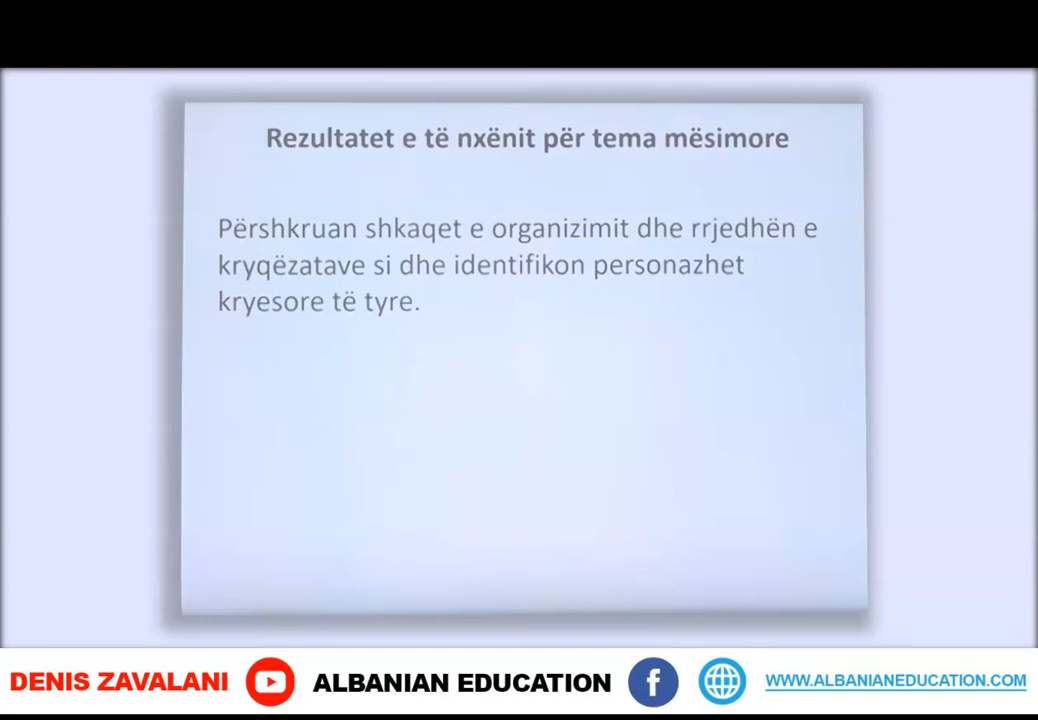 Rezultatet e të nxënit për tema mësimore
Përshkruan shkaqet e organizimit dhe rrjedhën e
kryqëzatave si dhe identifikon personazhet
kryesore të tyre.
DENIS ZAVALANI ALBANIAN EDUCATION WWW.ALBANIANEDUCATION.COM